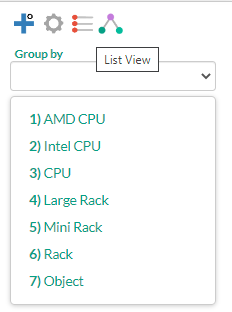 Group by
List View
1) AMD CPU
2) Intel CPU
3) CPU
4) Large Rack
5) Mini Rack
6) Rack
7) Object